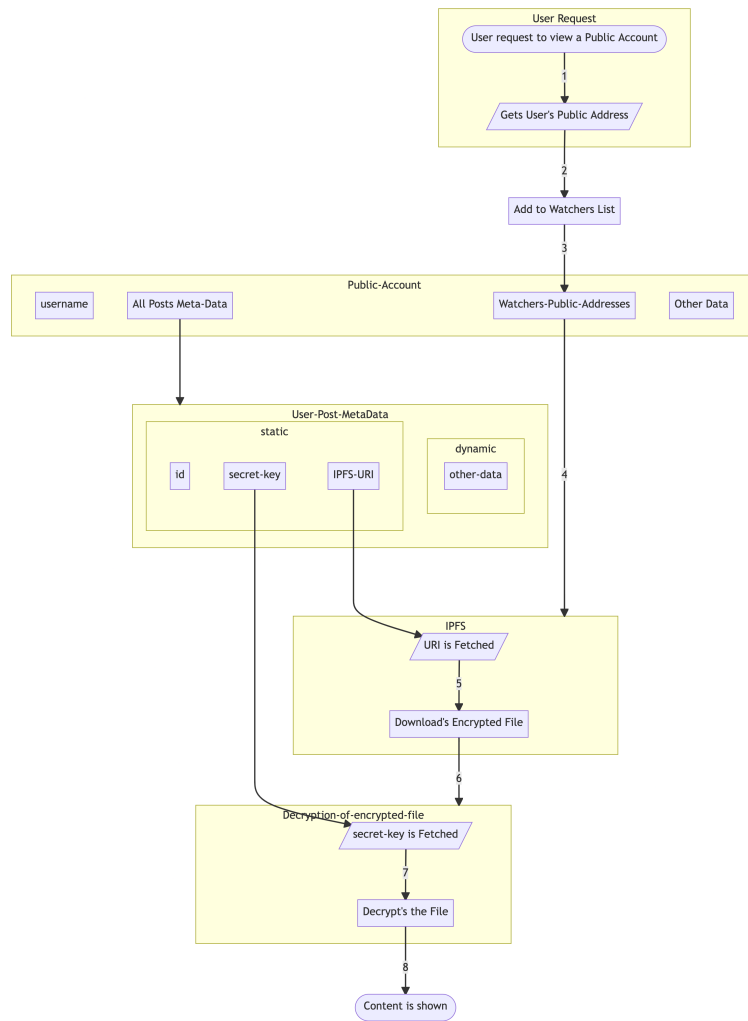 User Request
User request to view a Public Account
1
Gets User's Public Address
2
Add to Watchers List
3
Public-Account
username
All Posts Meta-Data
Watchers-Public-Addresses
Other Data
User-Post-MetaData
static
id
secret-key
IPFS-URI
dynamic
other-data
4
IPFS
URI is Fetched
5
Download's Encrypted File
6
Decryption-of-encrypted-file
secret-key is Fetched
7
Decrypt's the File
8
Content is shown